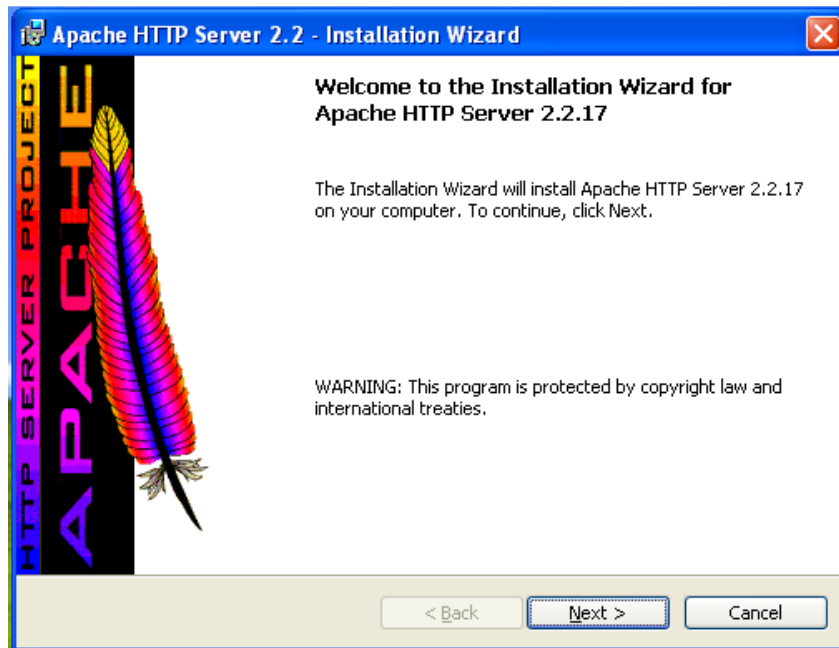 Apache HTTP Server 2.2 - Installation Wizard
HTTP SERVER PROJECT
APACHE
Welcome to the Installation Wizard for
Apache HTTP Server 2.2.17
The Installation Wizard will install Apache HTTP Server 2.2.17
on your computer. To continue, click Next.
WARNING: This program is protected by copyright law and
international treaties.
< Back
Next >
Cancel